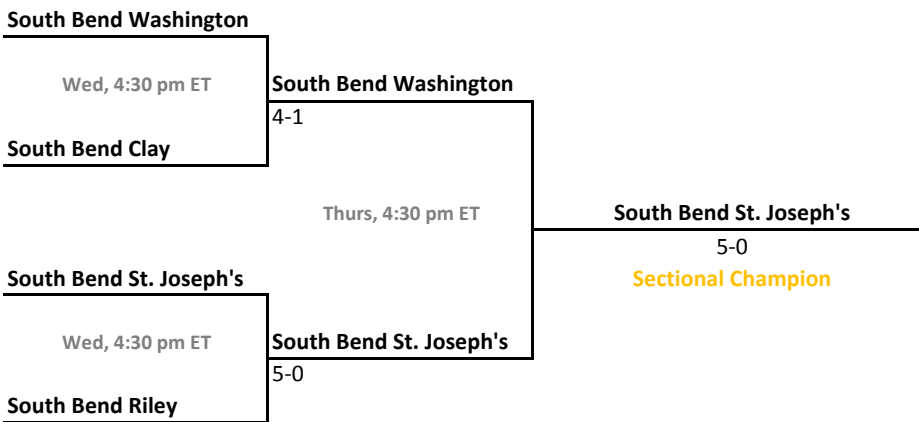 South Bend Washington
Wed, 4:30 pm ET
South Bend Washington
4-1
South Bend Clay
Thurs, 4:30 pm ET
South Bend St. Joseph's
5-0
Sectional Champion
South Bend St. Joseph's
Wed, 4:30 pm ET
South Bend St. Joseph's
5-0
South Bend Riley